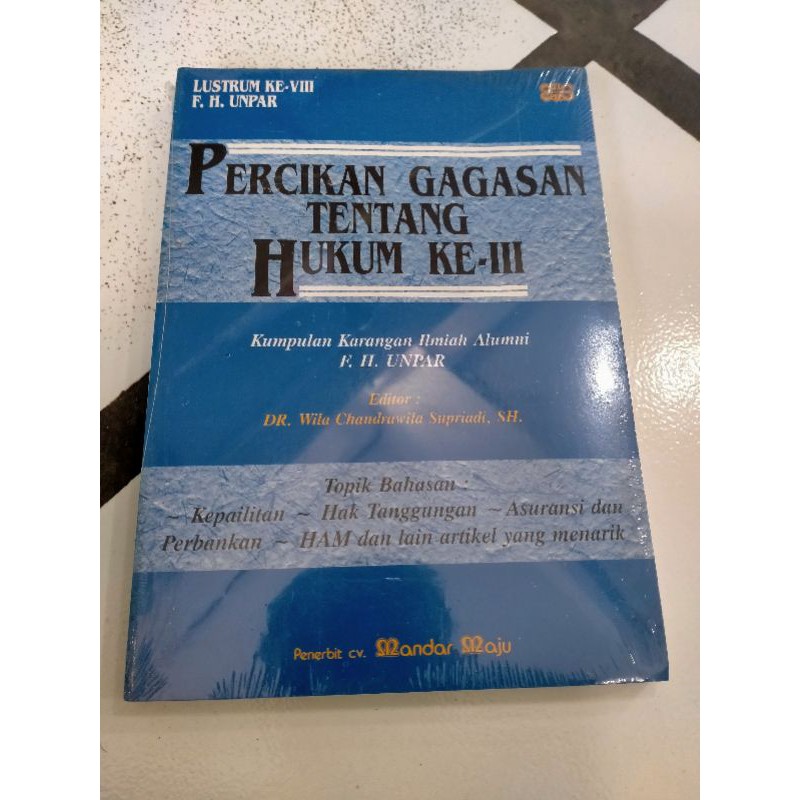 LUSTRUM KE-VIII
F. H. UNPAR
PERCIKAN GAGASAN
TENTANG
HUKUM KE-III
Kumpulan Karangan Ilmiah Alumni
F. H. UNPAR
Editor :
DR. Wila Chandrawila Supriadi, SH.
Topik Bahasan :
~ Kepailitan ~ Hak Tanggungan ~ Asuransi dan
Perbankan ~ HAM dan lain artikel yang menarik
Penerbit cv. Mandar Maju